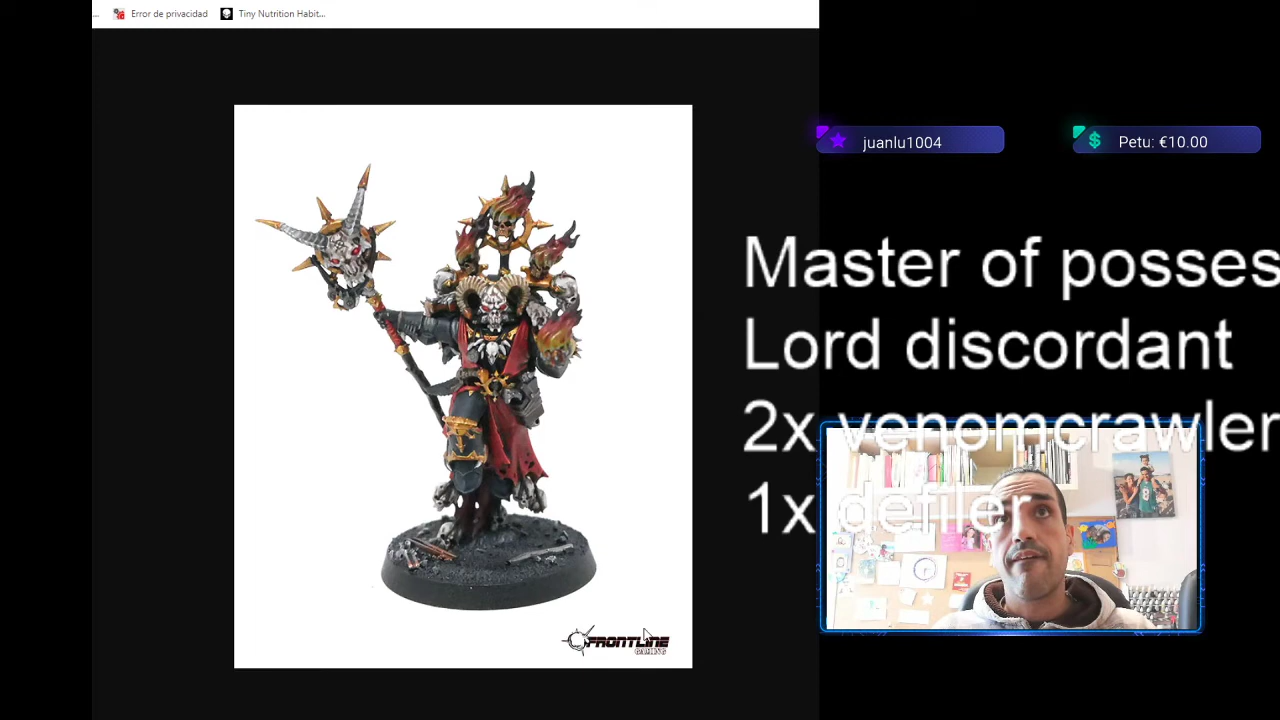 Error de privacidad
Tiny Nutrition Habit...
juanlu1004
Petu: €10.00
Master of posses
Lord discordant
2x venomcrawler
1x defiler
FRONTLINE
GAMING